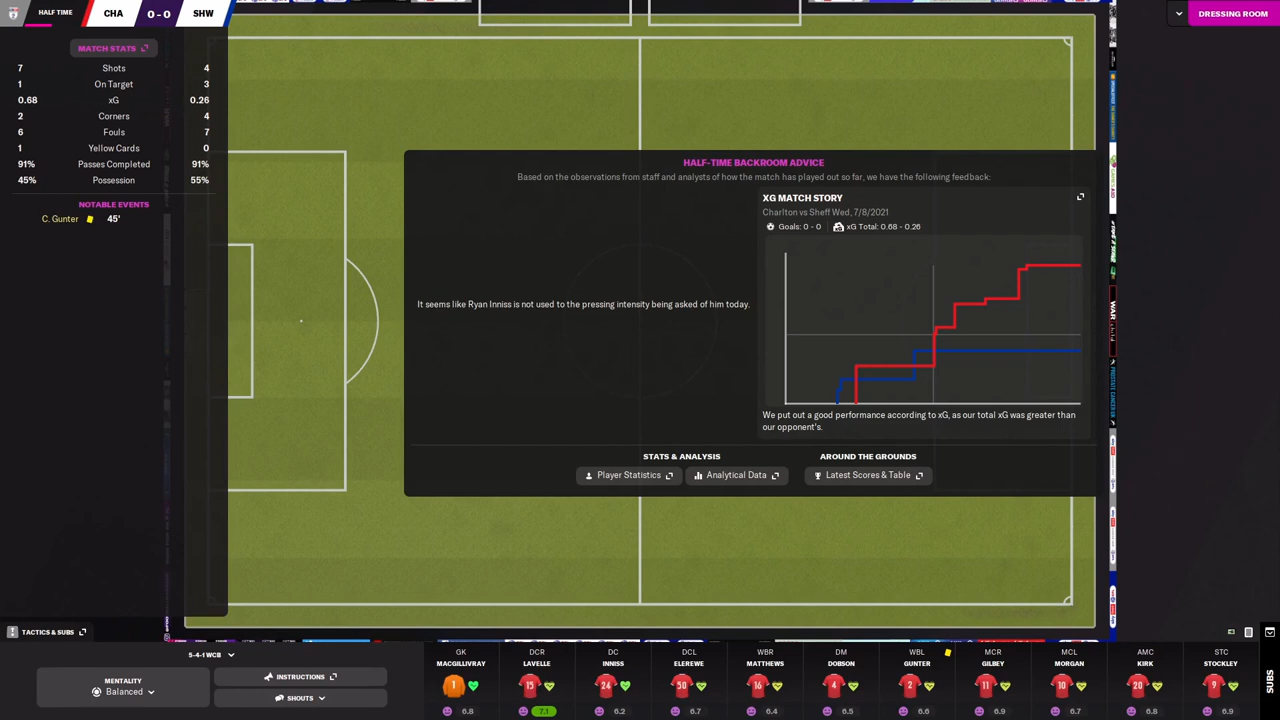 HALF TIME
CHA 0 - 0 SHW
DRESSING ROOM
MATCH STATS
7 Shots 4
1 On Target 3
0.68 xG 0.26
2 Corners 4
6 Fouls 7
1 Yellow Cards 0
91% Passes Completed 91%
45% Possession 55%
NOTABLE EVENTS
C. Gunter 45'
HALF-TIME BACKROOM ADVICE
Based on the observations from staff and analysts of how the match has played out so far, we have the following feedback:
It seems like Ryan Inniss is not used to the pressing intensity being asked of him today.
XG MATCH STORY
Charlton vs Sheff Wed, 7/8/2021
Goals: 0 - 0 xG Total: 0.68 - 0.26
We put out a good performance according to xG, as our total xG was greater than
our opponent's.
STATS & ANALYSIS
Player Statistics
Analytical Data
AROUND THE GROUNDS
Latest Scores & Table
TACTICS & SUBS
5-4-1 WCB
MENTALITY
Balanced
INSTRUCTIONS
SHOUTS
GK DCR DC DCL WBR DM WBL MCR MCL AMC STC
MACGILLIVRAY LAVELLE INNISS ELEREWE MATTHEWS DOBSON GUNTER GILBEY MORGAN KIRK STOCKLEY
1 15 24 50 16 4 2 11 10 20 9
6.8 7.1 6.2 6.7 6.4 6.5 6.6 6.9 6.7 6.8 6.9
SUBS